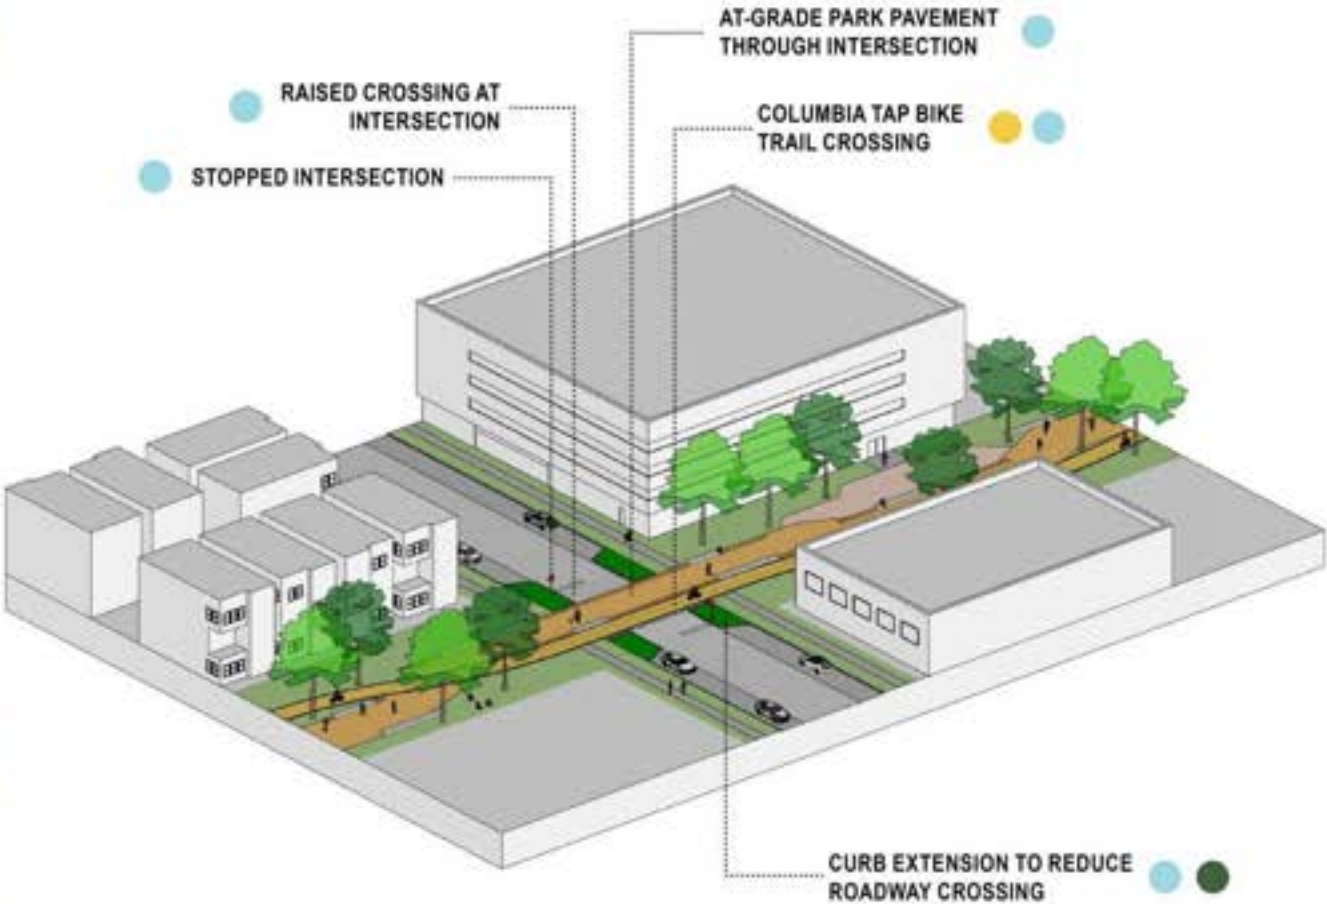 AT-GRADE PARK PAVEMENT
THROUGH INTERSECTION
RAISED CROSSING AT
INTERSECTION
COLUMBIA TAP BIKE
TRAIL CROSSING
STOPPED INTERSECTION
CURB EXTENSION TO REDUCE
ROADWAY CROSSING